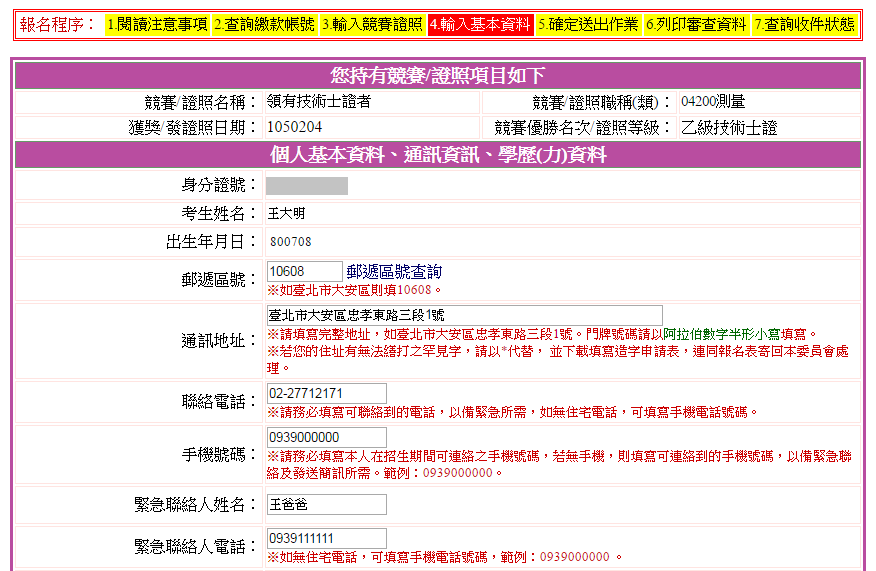 報名程序： 1.閱讀注意事項 2.查詢繳款帳號 3.輸入競賽證照 4.輸入基本資料 5.確定送出作業 6.列印審查資料 7.查詢收件狀態
您持有競賽/證照項目如下
競賽/證照名稱： 領有技術士證者 競賽/證照職稱(類)： 04200測量
獲獎/發證照日期： 1050204 競賽優勝名次/證照等級： 乙級技術士證
個人基本資料、通訊資訊、學歷(力)資料
身分證號：
考生姓名： 王大明
出生年月日： 800708
郵遞區號： 10608 郵遞區號查詢
※如臺北市大安區則填10608。
通訊地址： 臺北市大安區忠孝東路三段1號
※請填寫完整地址，如臺北市大安區忠孝東路三段1號。門牌號碼請以阿拉伯數字半形小寫填寫。
※若您的住址有無法繕打之罕見字，請以*代替， 並下載填寫造字申請表，連同報名表寄回本委員會處
理。
聯絡電話： 02-27712171
※請務必填寫可聯絡到的電話，以備緊急所需，如無住宅電話，可填寫手機電話號碼。
手機號碼： 0939000000
※請務必填寫本人在招生期間可連絡之手機號碼，若無手機，則填寫可連絡到的手機號碼，以備緊急聯
絡及發送簡訊所需。範例：0939000000。
緊急聯絡人姓名： 王爸爸
緊急聯絡人電話： 0939111111
※如無住宅電話，可填寫手機電話號碼，範例：0939000000 。